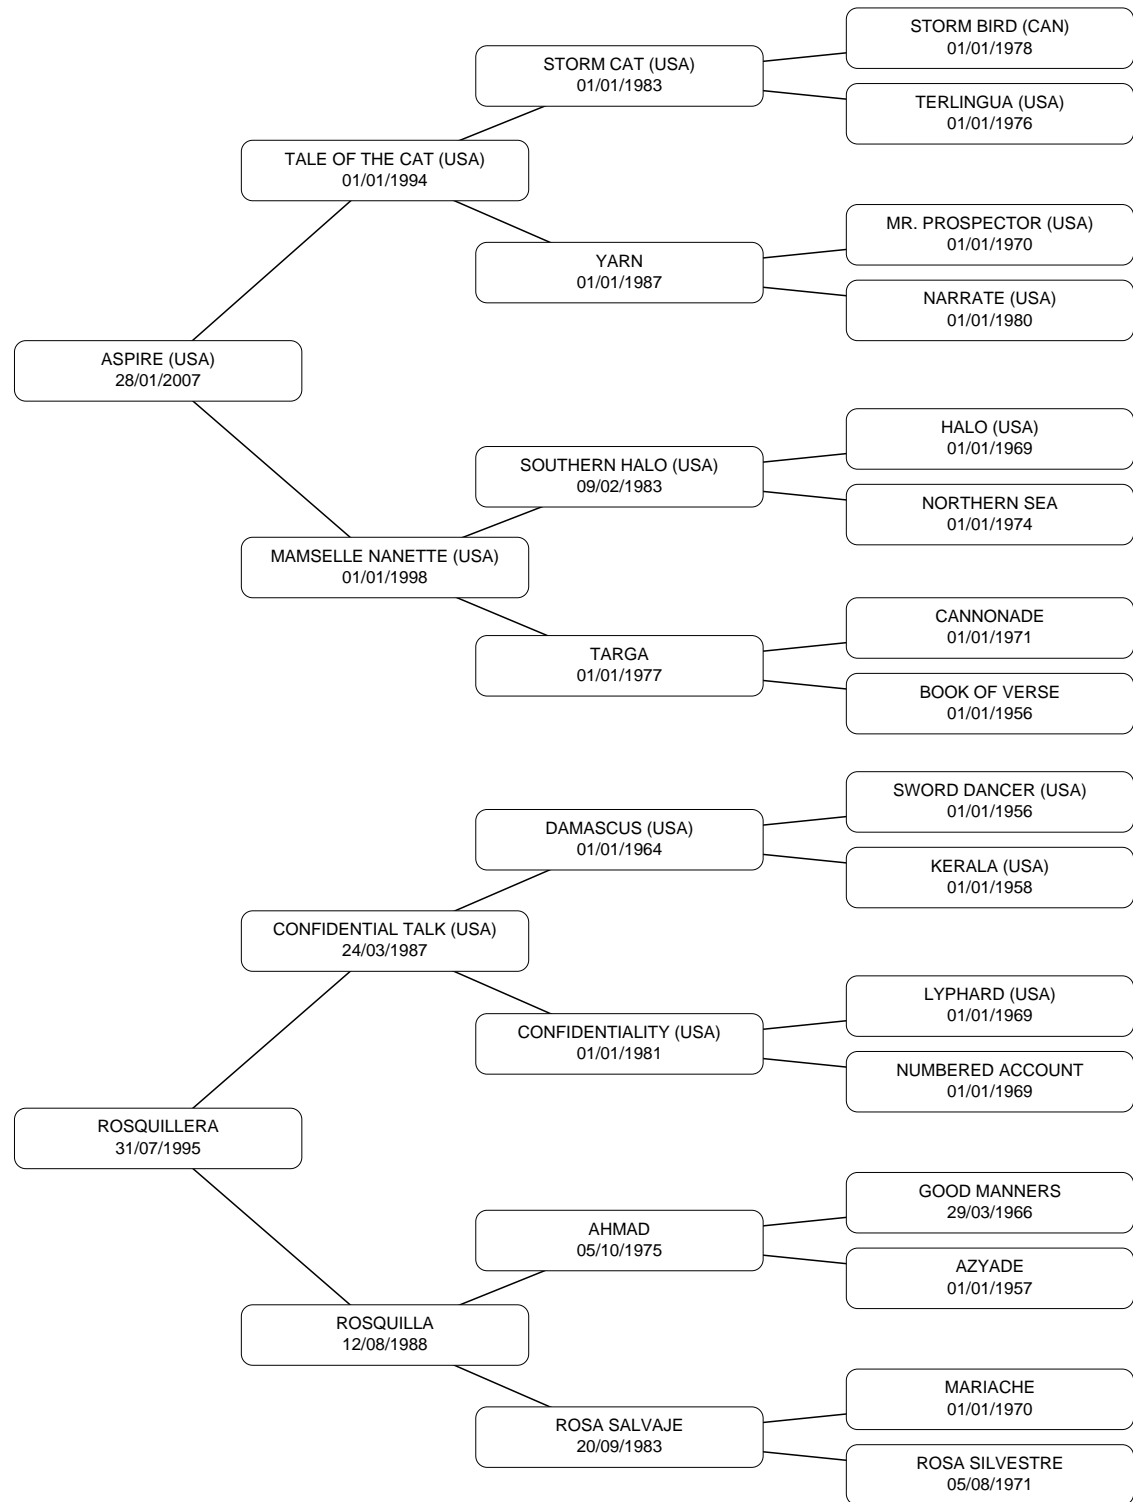 STORM BIRD (CAN)
01/01/1978
STORM CAT (USA)
01/01/1983
TERLINGUA (USA)
01/01/1976
TALE OF THE CAT (USA)
01/01/1994
MR. PROSPECTOR (USA)
01/01/1970
YARN
01/01/1987
NARRATE (USA)
01/01/1980
ASPIRE (USA)
28/01/2007
HALO (USA)
01/01/1969
SOUTHERN HALO (USA)
09/02/1983
NORTHERN SEA
01/01/1974
MAMSELLE NANETTE (USA)
01/01/1998
CANNONADE
01/01/1971
TARGA
01/01/1977
BOOK OF VERSE
01/01/1956
SWORD DANCER (USA)
01/01/1956
DAMASCUS (USA)
01/01/1964
KERALA (USA)
01/01/1958
CONFIDENTIAL TALK (USA)
24/03/1987
LYPHARD (USA)
01/01/1969
CONFIDENTIALITY (USA)
01/01/1981
NUMBERED ACCOUNT
01/01/1969
ROSQUILLERA
31/07/1995
GOOD MANNERS
29/03/1966
AHMAD
05/10/1975
AZYADE
01/01/1957
ROSQUILLA
12/08/1988
MARIACHE
01/01/1970
ROSA SALVAJE
20/09/1983
ROSA SILVESTRE
05/08/1971